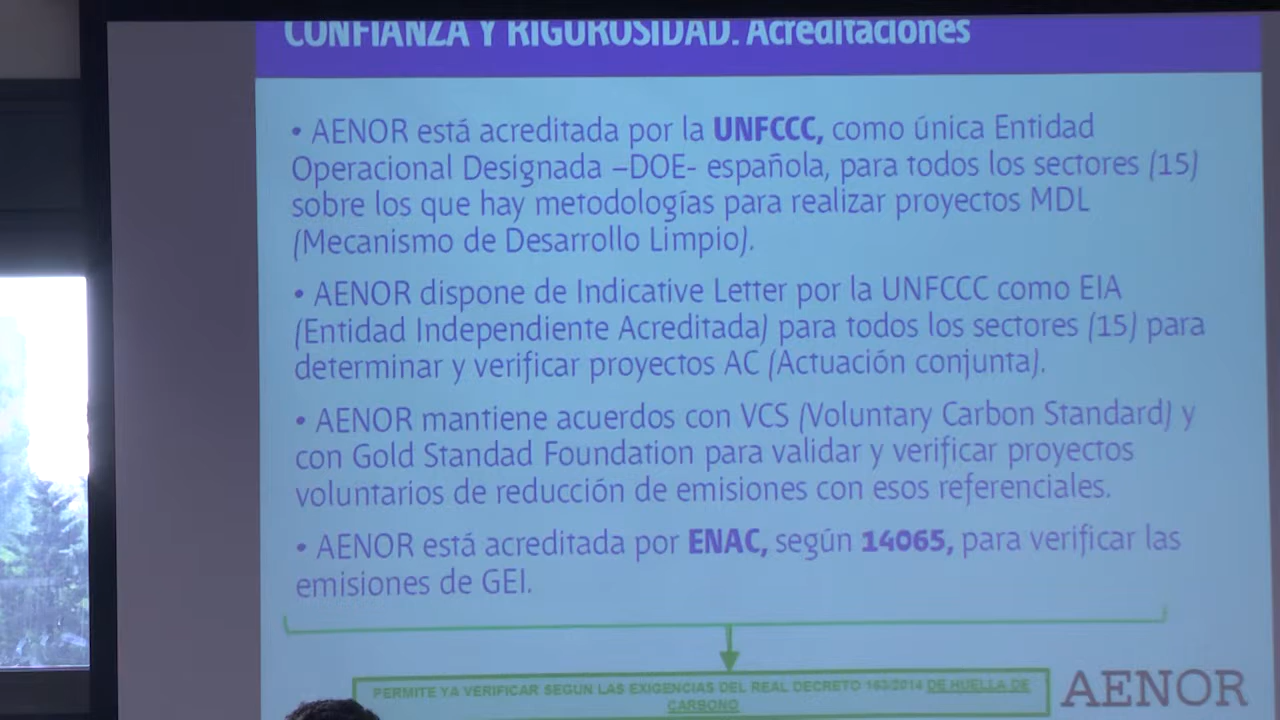 CONFIANZA Y RIGUROSIDAD. Acreditaciones
• AENOR está acreditada por la UNFCCC, como única Entidad
Operacional Designada –DOE- española, para todos los sectores (15)
sobre los que hay metodologías para realizar proyectos MDL
(Mecanismo de Desarrollo Limpio).
• AENOR dispone de Indicative Letter por la UNFCCC como EIA
(Entidad Independiente Acreditada) para todos los sectores (15) para
determinar y verificar proyectos AC (Actuación conjunta).
• AENOR mantiene acuerdos con VCS (Voluntary Carbon Standard) y
con Gold Standad Foundation para validar y verificar proyectos
voluntarios de reducción de emisiones con esos referenciales.
• AENOR está acreditada por ENAC, según 14065, para verificar las
emisiones de GEI.
PERMITE YA VERIFICAR SEGÚN LAS EXIGENCIAS DEL REAL DECRETO 163/2014 DE HUELLA DE
CARBONO
AENOR